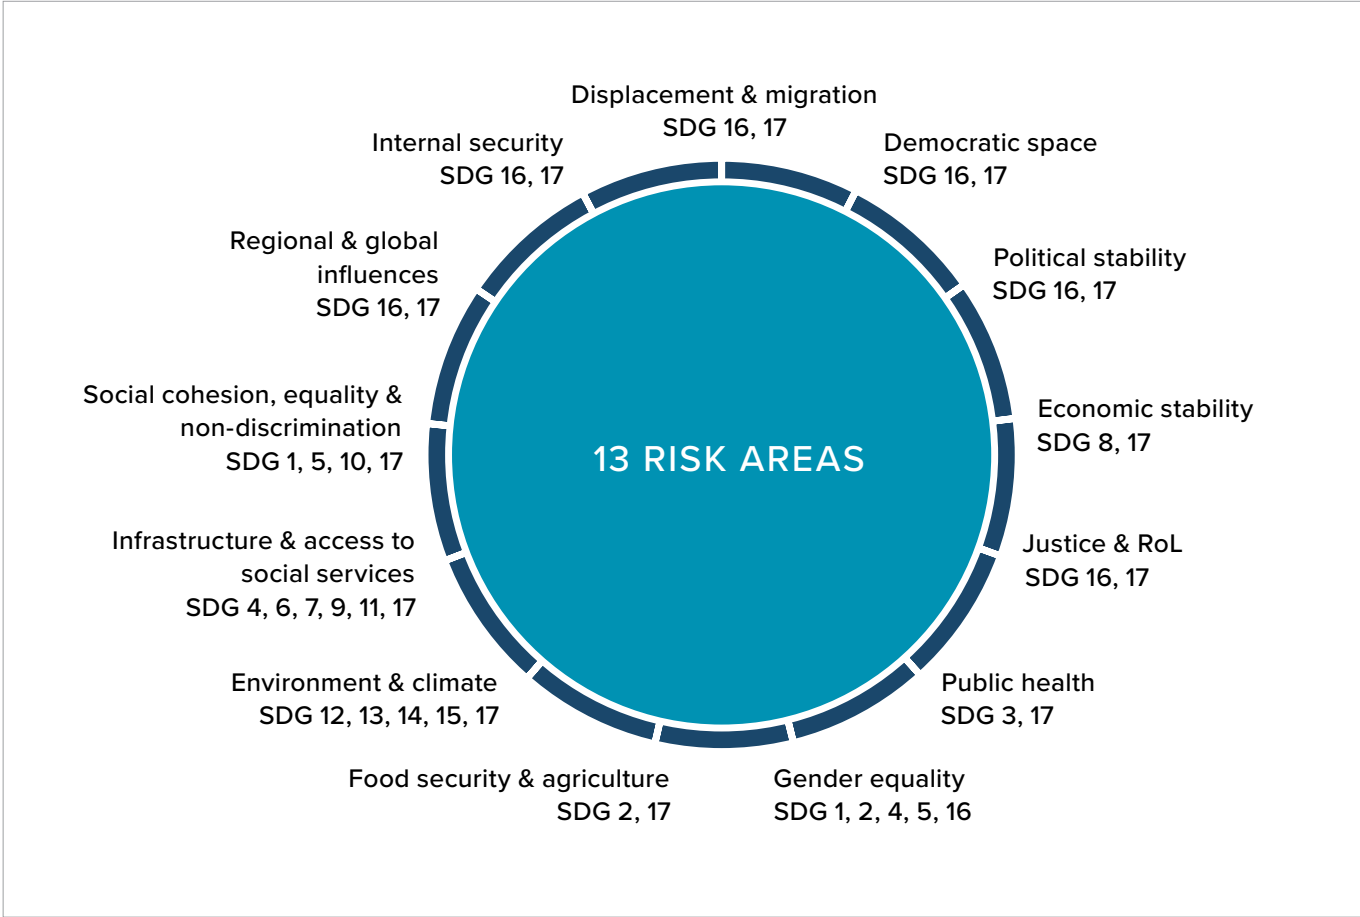 Displacement & migration
SDG 16, 17
Democratic space
SDG 16, 17
Political stability
SDG 16, 17
Economic stability
SDG 8, 17
Justice & RoL
SDG 16, 17
Public health
SDG 3, 17
Gender equality
SDG 1, 2, 4, 5, 16
Food security & agriculture
SDG 2, 17
Environment & climate
SDG 12, 13, 14, 15, 17
Infrastructure & access to
social services
SDG 4, 6, 7, 9, 11, 17
Social cohesion, equality &
non-discrimination
SDG 1, 5, 10, 17
Regional & global
influences
SDG 16, 17
Internal security
SDG 16, 17
13 RISK AREAS